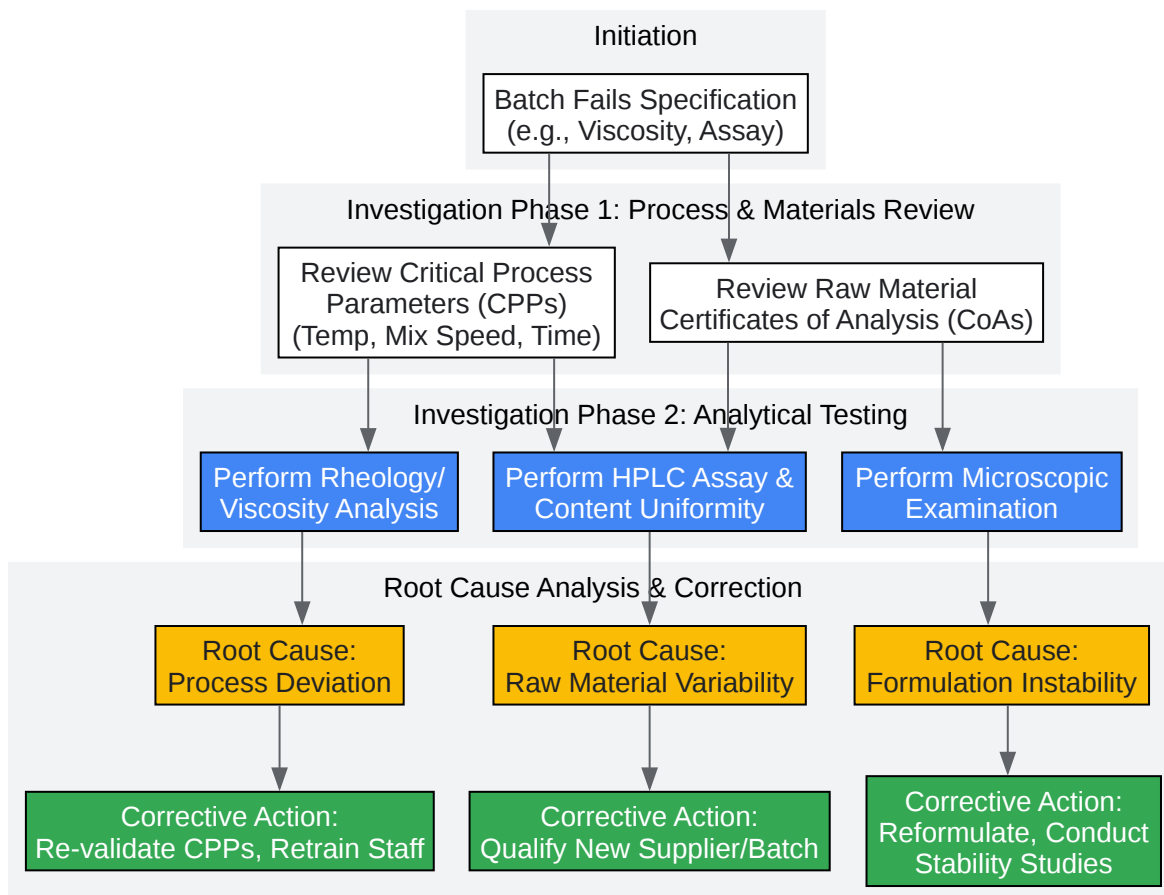 Initiation
Batch Fails Specification
(e.g., Viscosity, Assay)
Investigation Phase 1: Process & Materials Review
Review Critical Process
Parameters (CPPs)
(Temp, Mix Speed, Time)
Review Raw Material
Certificates of Analysis (CoAs)
Investigation Phase 2: Analytical Testing
Perform Rheology/
Viscosity Analysis
Perform HPLC Assay &
Content Uniformity
Perform Microscopic
Examination
Root Cause Analysis & Correction
Root Cause:
Process Deviation
Root Cause:
Raw Material Variability
Root Cause:
Formulation Instability
Corrective Action:
Re-validate CPPs, Retrain Staff
Corrective Action:
Qualify New Supplier/Batch
Corrective Action:
Reformulate, Conduct
Stability Studies